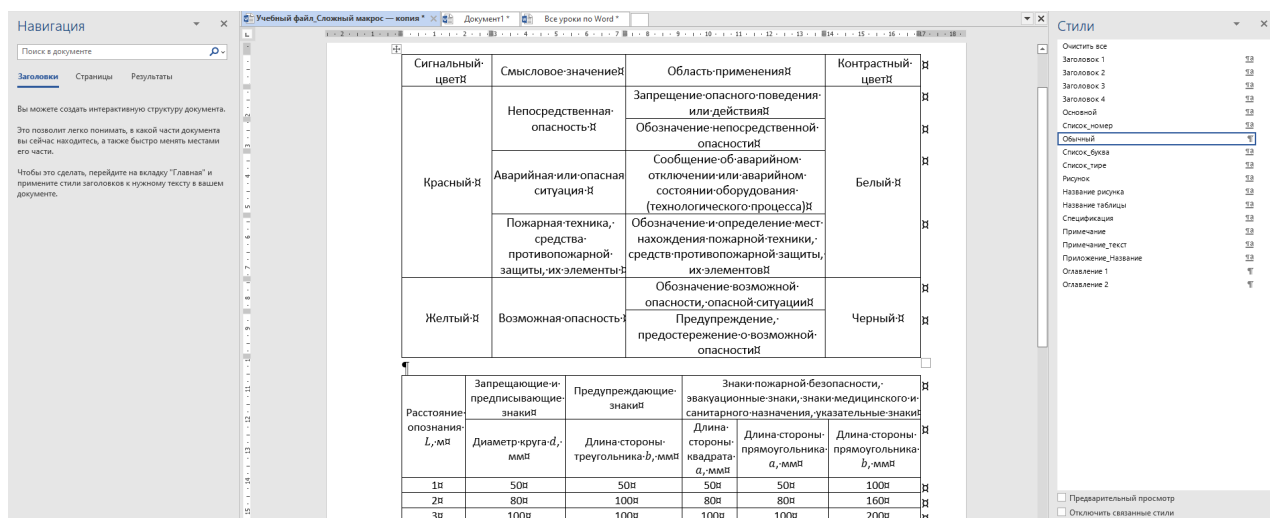 Навигация
Поиск в документе
Заголовки Страницы Результаты
Вы можете создать интерактивную структуру документа.
Это позволит легко понимать, в какой части документа
вы сейчас находитесь, а также быстро менять местами
его части.
Чтобы это сделать, перейдите на вкладку "Главная" и
примените стили заголовков к нужному тексту в вашем
документе.
Учебный файл_Сложный макрос — копия * Документ1 * Все уроки по Word *
Сигнальный цвет
Смысловое значение
Область применения
Контрастный цвет
Красный
Непосредственная
опасность
Запрещение опасного поведения
или действия
Обозначение непосредственной
опасности
Аварийная или опасная
ситуация
Сообщение об аварийном
отключении или аварийном
состоянии оборудования
(технологического процесса)
Пожарная техника,
средства
противопожарной
защиты, их элементы
Обозначение и определение мест
нахождения пожарной техники,
средств противопожарной защиты,
их элементов
Белый
Желтый
Возможная опасность
Обозначение возможной
опасности, опасной ситуации
Предупреждение,
предостережение о возможной
опасности
Черный
Расстояние
опознания
L, м
Запрещающие и
предписывающие
знаки
Предупреждающие
знаки
Знаки пожарной безопасности,
эвакуационные знаки, знаки медицинского и
санитарного назначения, указательные знаки
Диаметр круга d,
мм
Длина стороны
треугольника b, мм
Длина
стороны
квадрата
a, мм
Длина стороны
прямоугольника
a, мм
Длина стороны
прямоугольника
b, мм
1 50 50 50 50 100
2 80 100 80 80 160
3 100 100 100 100 200
Стили
Очистить все
Заголовок 1
Заголовок 2
Заголовок 3
Заголовок 4
Основной
Список_номер
Обычный
Список_буква
Список_тире
Рисунок
Название рисунка
Название таблицы
Спецификация
Примечание
Примечание_текст
Приложение_Название
Оглавление 1
Оглавление 2
Предварительный просмотр
Отключить связанные стили